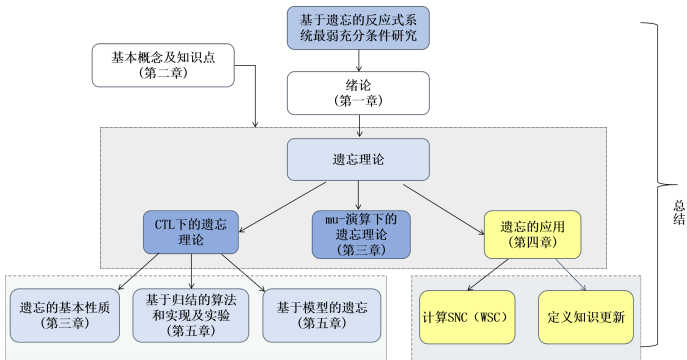 基于遗忘的反应式系
统最弱充分条件研究
基本概念及知识点
(第二章)
绪论
(第一章)
遗忘理论
CTL下的遗忘
理论
mu-演算下的
遗忘理论
(第三章)
遗忘的应用
(第四章)
总
结
遗忘的基本性质
(第三章)
基于归结的算法
和实现及实验
(第五章)
基于模型的遗忘
(第五章)
计算SNC（WSC）
定义知识更新